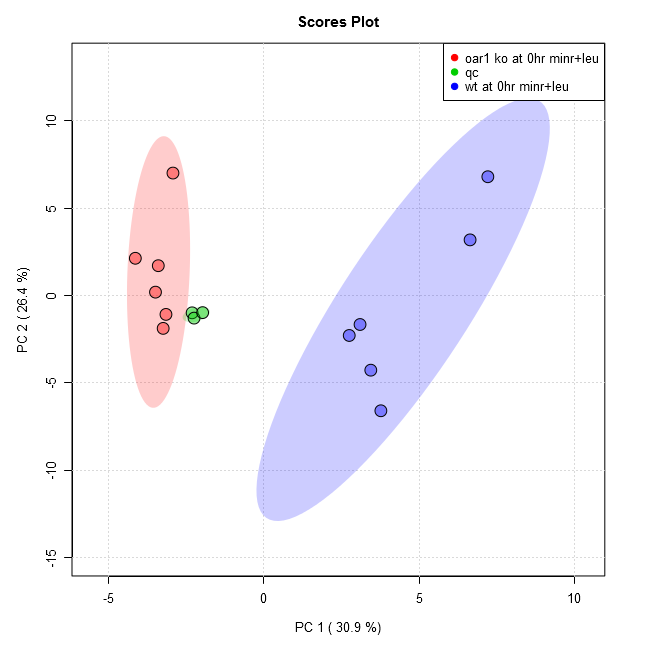 Scores Plot
oar1 ko at 0hr minr+leu
qc
wt at 0hr minr+leu
10
5
0
-5
-10
-15
PC 2 ( 26.4 %)
-5 0 5 10
PC 1 ( 30.9 %)